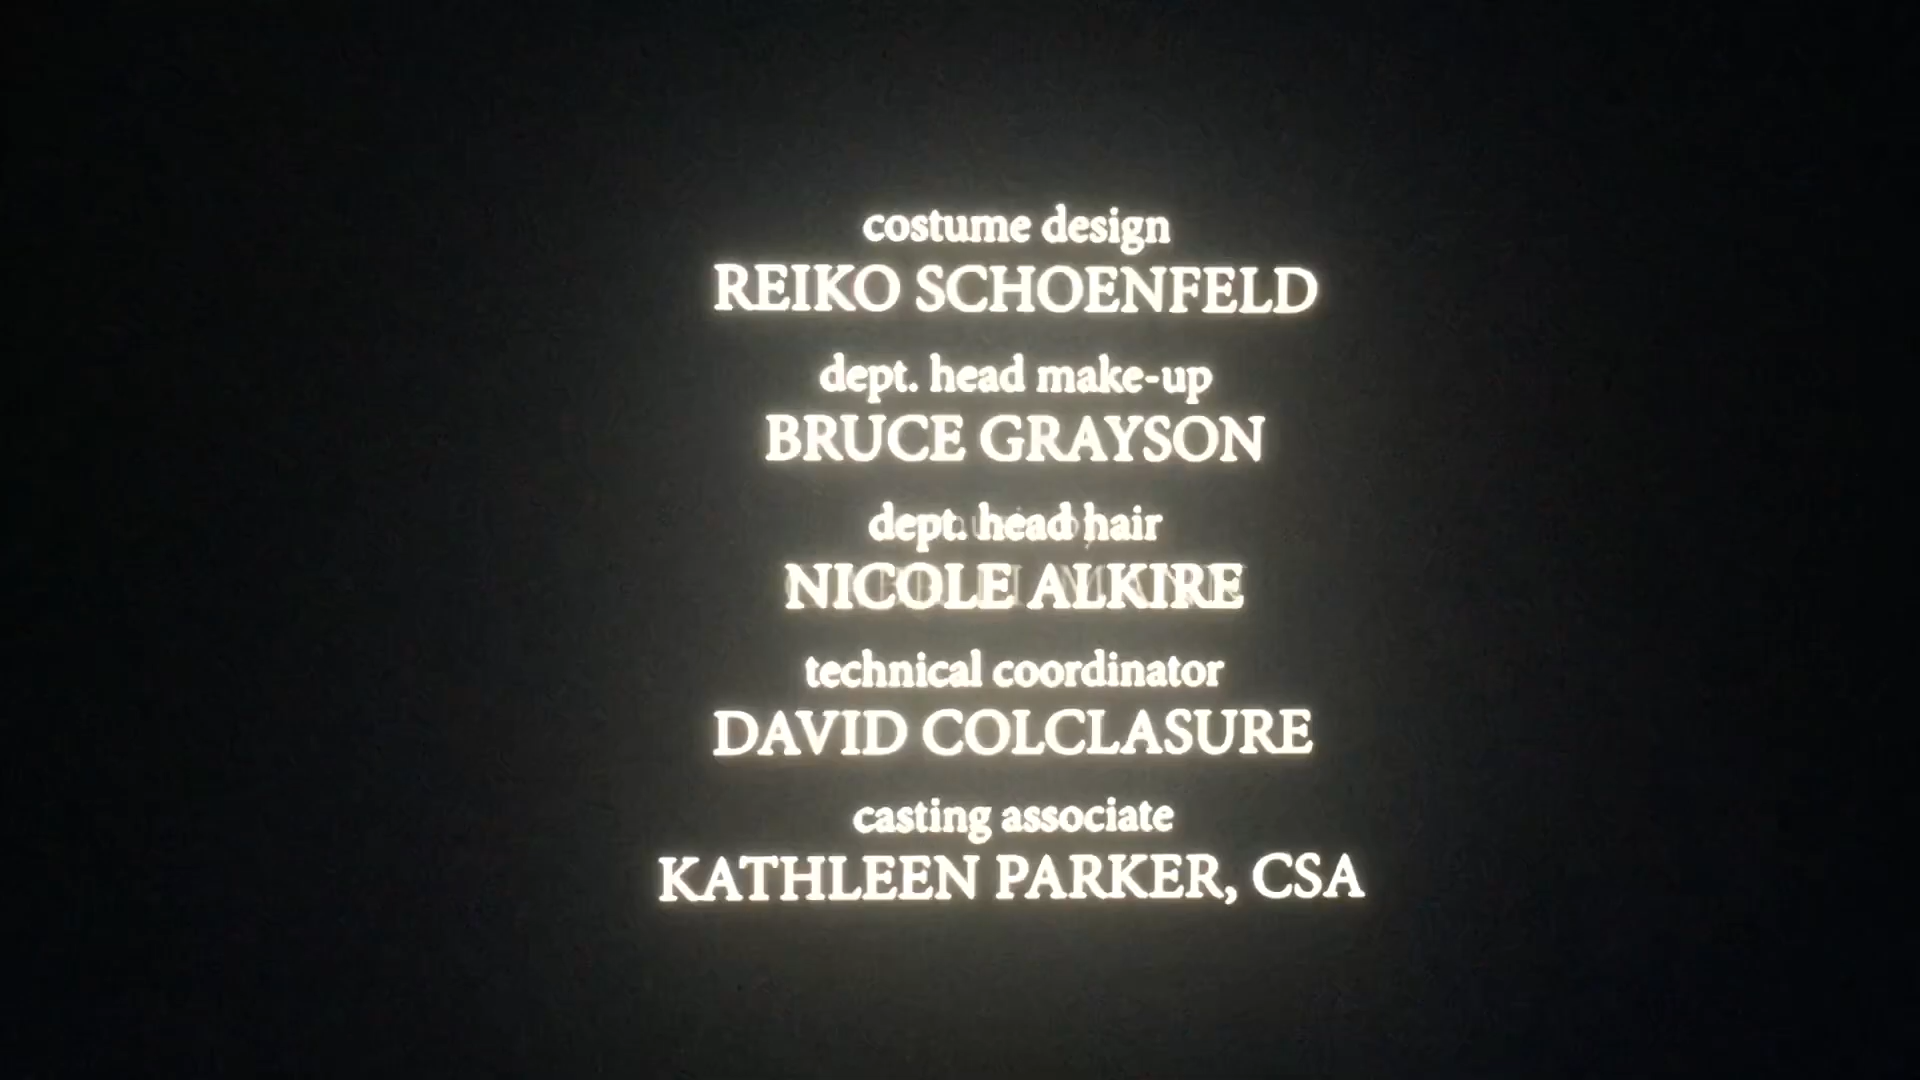 costume design
REIKO SCHOENFELD
dept. head make-up
BRUCE GRAYSON
dept. head hair
NICOLE ALKIRE
technical coordinator
DAVID COLCLASURE
casting associate
KATHLEEN PARKER, CSA